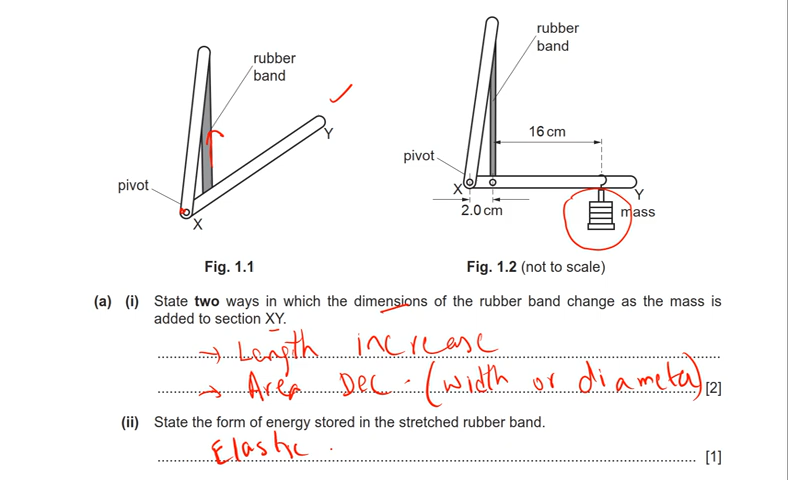 rubber
band
Y
pivot
X
Fig. 1.1
rubber
band
16 cm
pivot
X
Y
2.0 cm
mass
Fig. 1.2 (not to scale)
(a) (i) State two ways in which the dimensions of the rubber band change as the mass is
added to section XY.
→ Length increase
→ Area Dec. (width or diameta) [2]
(ii) State the form of energy stored in the stretched rubber band.
Elastic. [1]